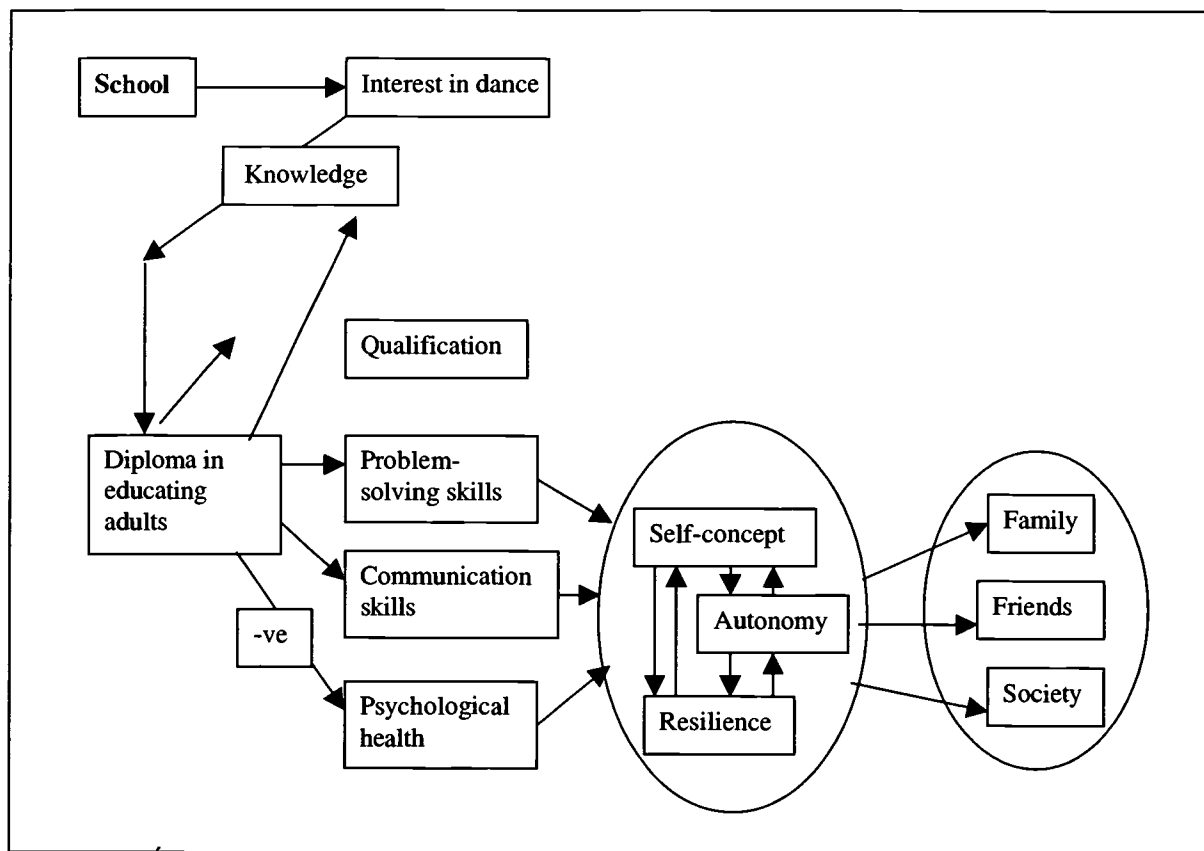 School
Interest in dance
Knowledge
Qualification
Diploma in
educating
adults
Problem-
solving skills
Communication
skills
-ve
Psychological
health
Self-concept
Autonomy
Resilience
Family
Friends
Society